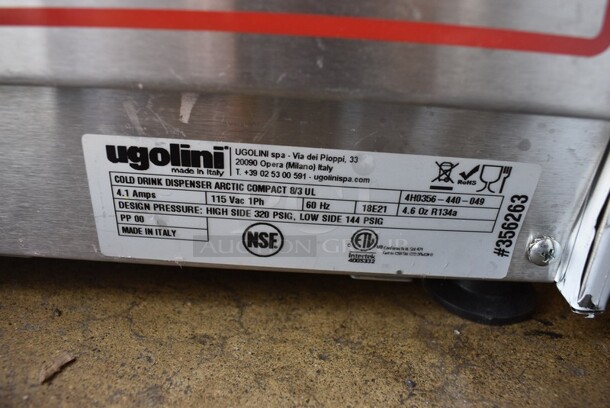 ugolini
made in Italy
UGOLINI spa - Via dei Pioppi, 33
20090 Opera (Milano) Italy
T. +39 02 53 00 591 - ugolinispa.com
RoHS
COLD DRINK DISPENSER ARCTIC COMPACT 8/3 UL
4H0356-440-049
4.1 Amps 115 Vac 1Ph 60 Hz 18E21 4.6 Oz R134a
DESIGN PRESSURE: HIGH SIDE 320 PSIG, LOW SIDE 144 PSIG
PP 00
MADE IN ITALY
NSF
ETL
Intertek
#356263